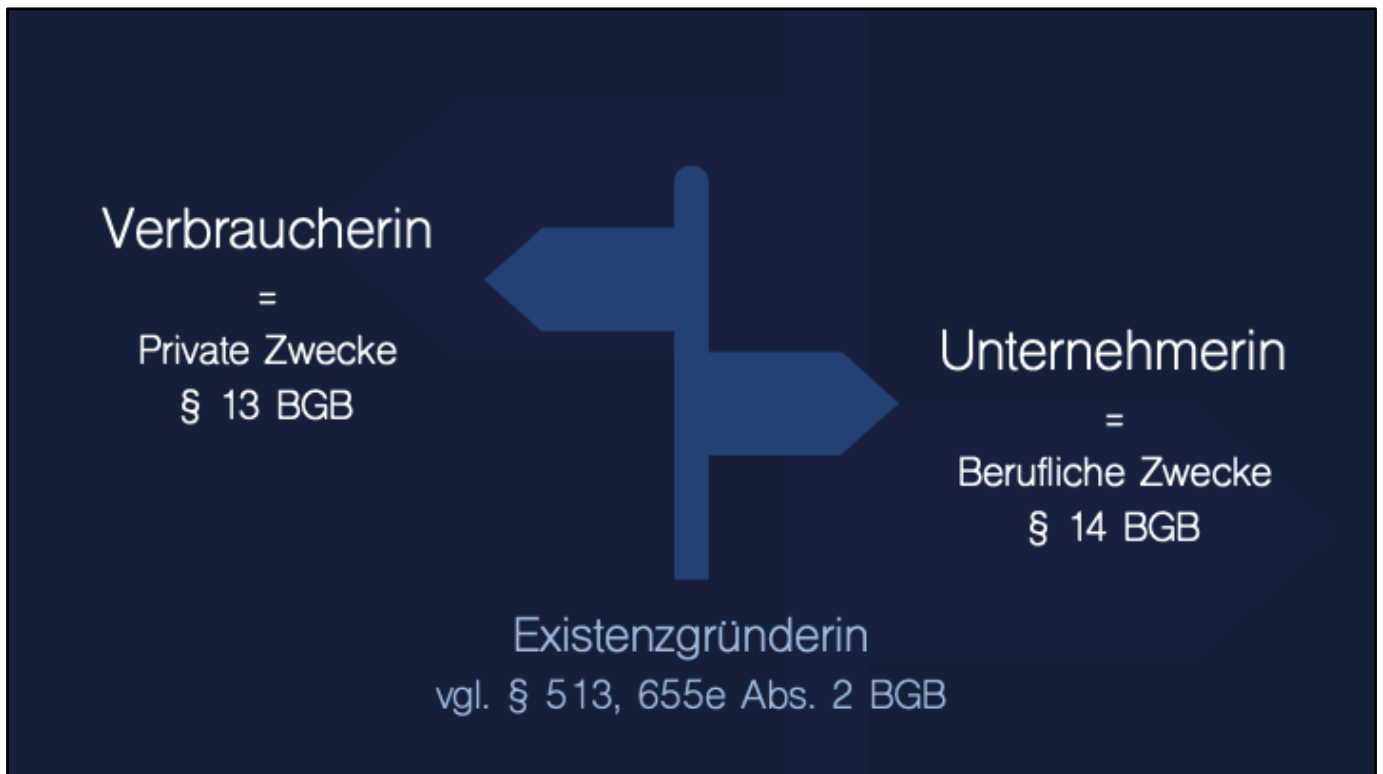 Verbraucherin
=
Private Zwecke
§ 13 BGB
Unternehmerin
=
Berufliche Zwecke
§ 14 BGB
Existenzgründerin
vgl. § 513, 655e Abs. 2 BGB